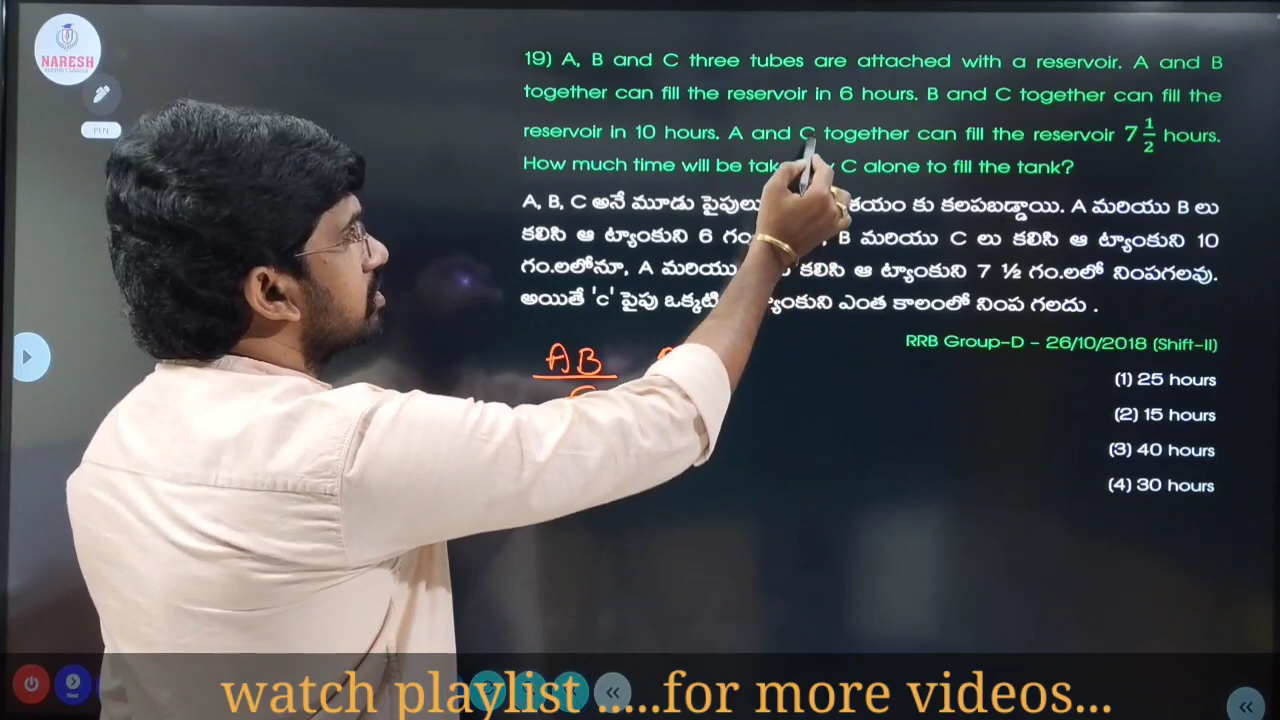 NARESH
PEN
19) A, B and C three tubes are attached with a reservoir. A and B
together can fill the reservoir in 6 hours. B and C together can fill the
reservoir in 10 hours. A and C together can fill the reservoir 7 1/2 hours.
How much time will be C alone to fill the tank?
A, B, C అనే మూడు పైపులు కు కలపబడ్డాయి. A మరియు B లు
కలిసి ఆ ట్యాంకుని 6 B మరియు C లు కలిసి ఆ ట్యాంకుని 10
గం.లలోనూ, A మరియు కలిసి ఆ ట్యాంకుని 7 ½ గం.లలో నింపగలవు.
అయితే 'c' పైపు ఎంత కాలంలో నింప గలదు .
RRB Group-D - 26/10/2018 (Shift-II)
AB
(1) 25 hours
(2) 15 hours
(3) 40 hours
(4) 30 hours
Next
watch playlist .....for more videos...